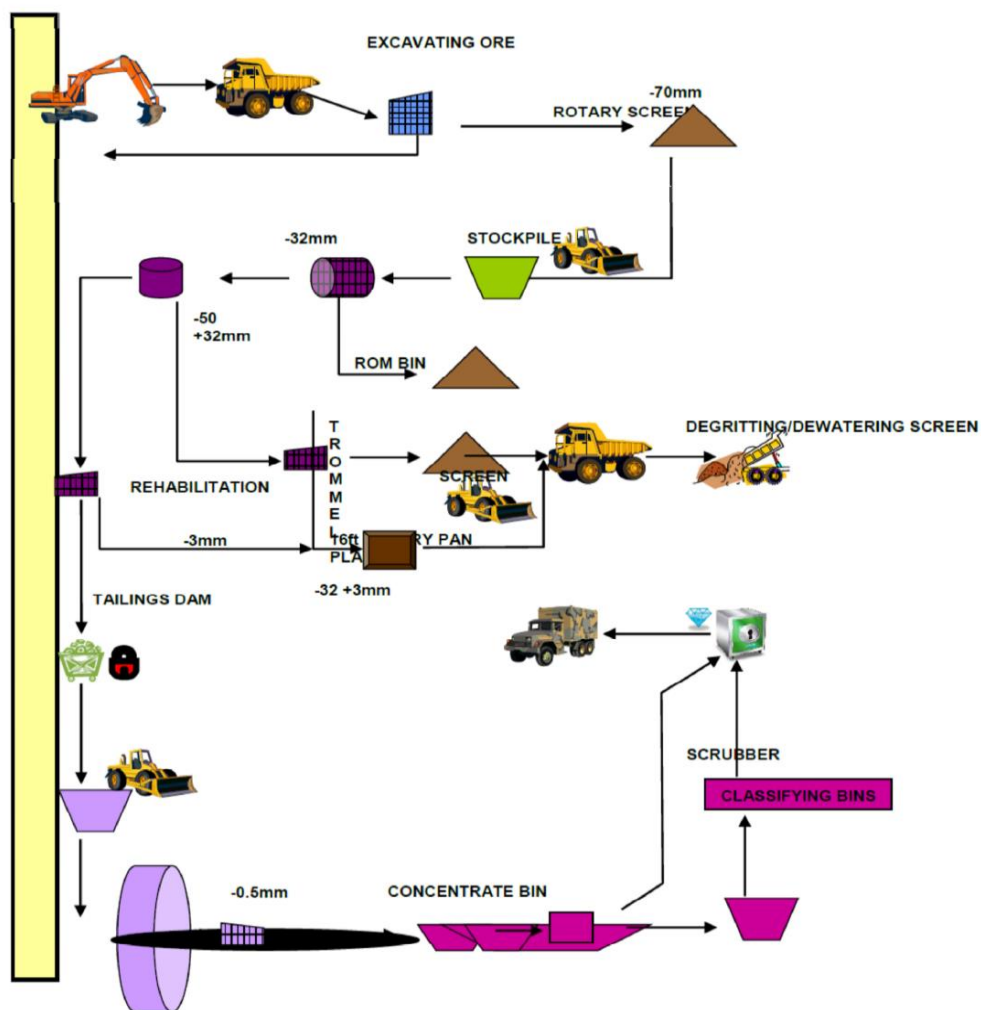 EXCAVATING ORE
-70mm
ROTARY SCREEN
-32mm
STOCKPILE
-50
+32mm
ROM BIN
TROMMEL
DEGRITTING/DEWATERING SCREEN
SCREEN
REHABILITATION
-3mm
16ft
PAN
-32 +3mm
TAILINGS DAM
SCRUBBER
CLASSIFYING BINS
-0.5mm
CONCENTRATE BIN